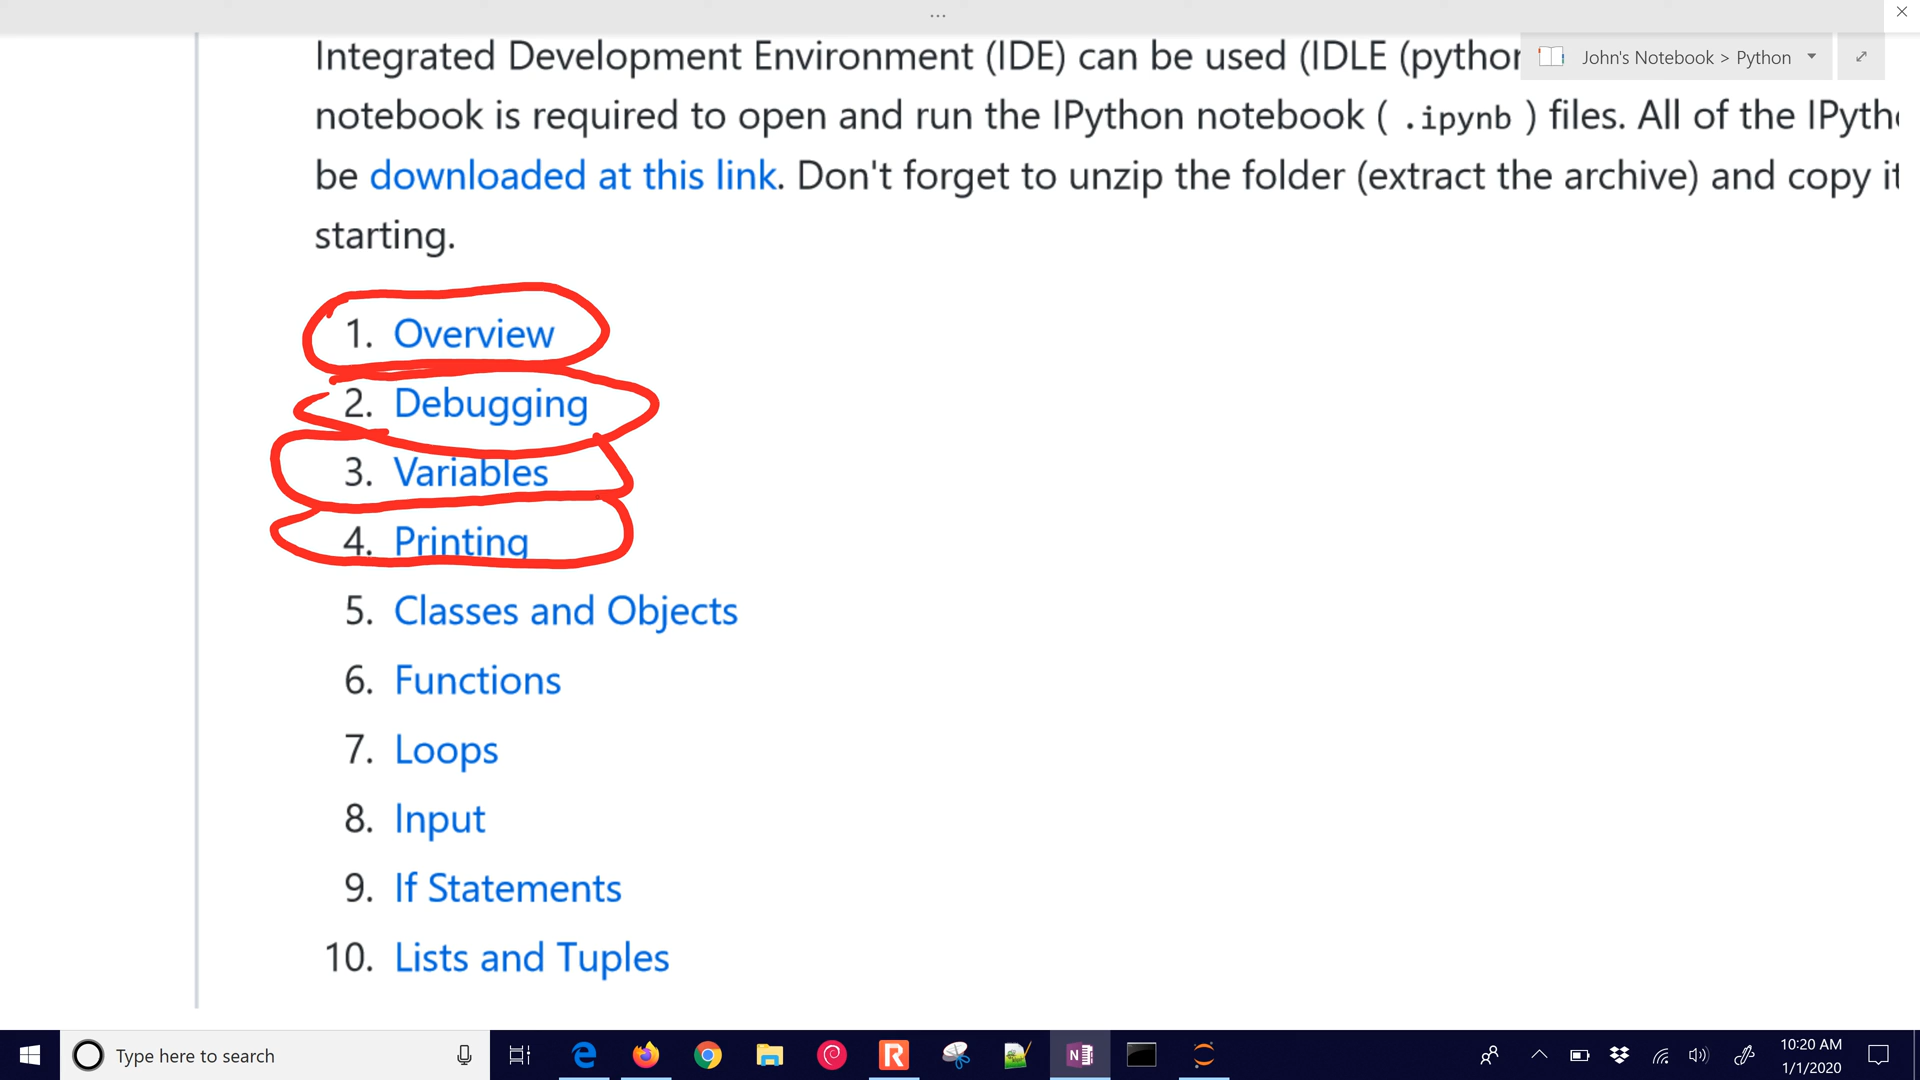 ...
Integrated Development Environment (IDE) can be used (IDLE (python
John's Notebook > Python
notebook is required to open and run the IPython notebook ( .ipynb ) files. All of the IPyth
be downloaded at this link. Don't forget to unzip the folder (extract the archive) and copy it
starting.
1. Overview
2. Debugging
3. Variables
4. Printing
5. Classes and Objects
6. Functions
7. Loops
8. Input
9. If Statements
10. Lists and Tuples
Type here to search
10:20 AM
1/1/2020